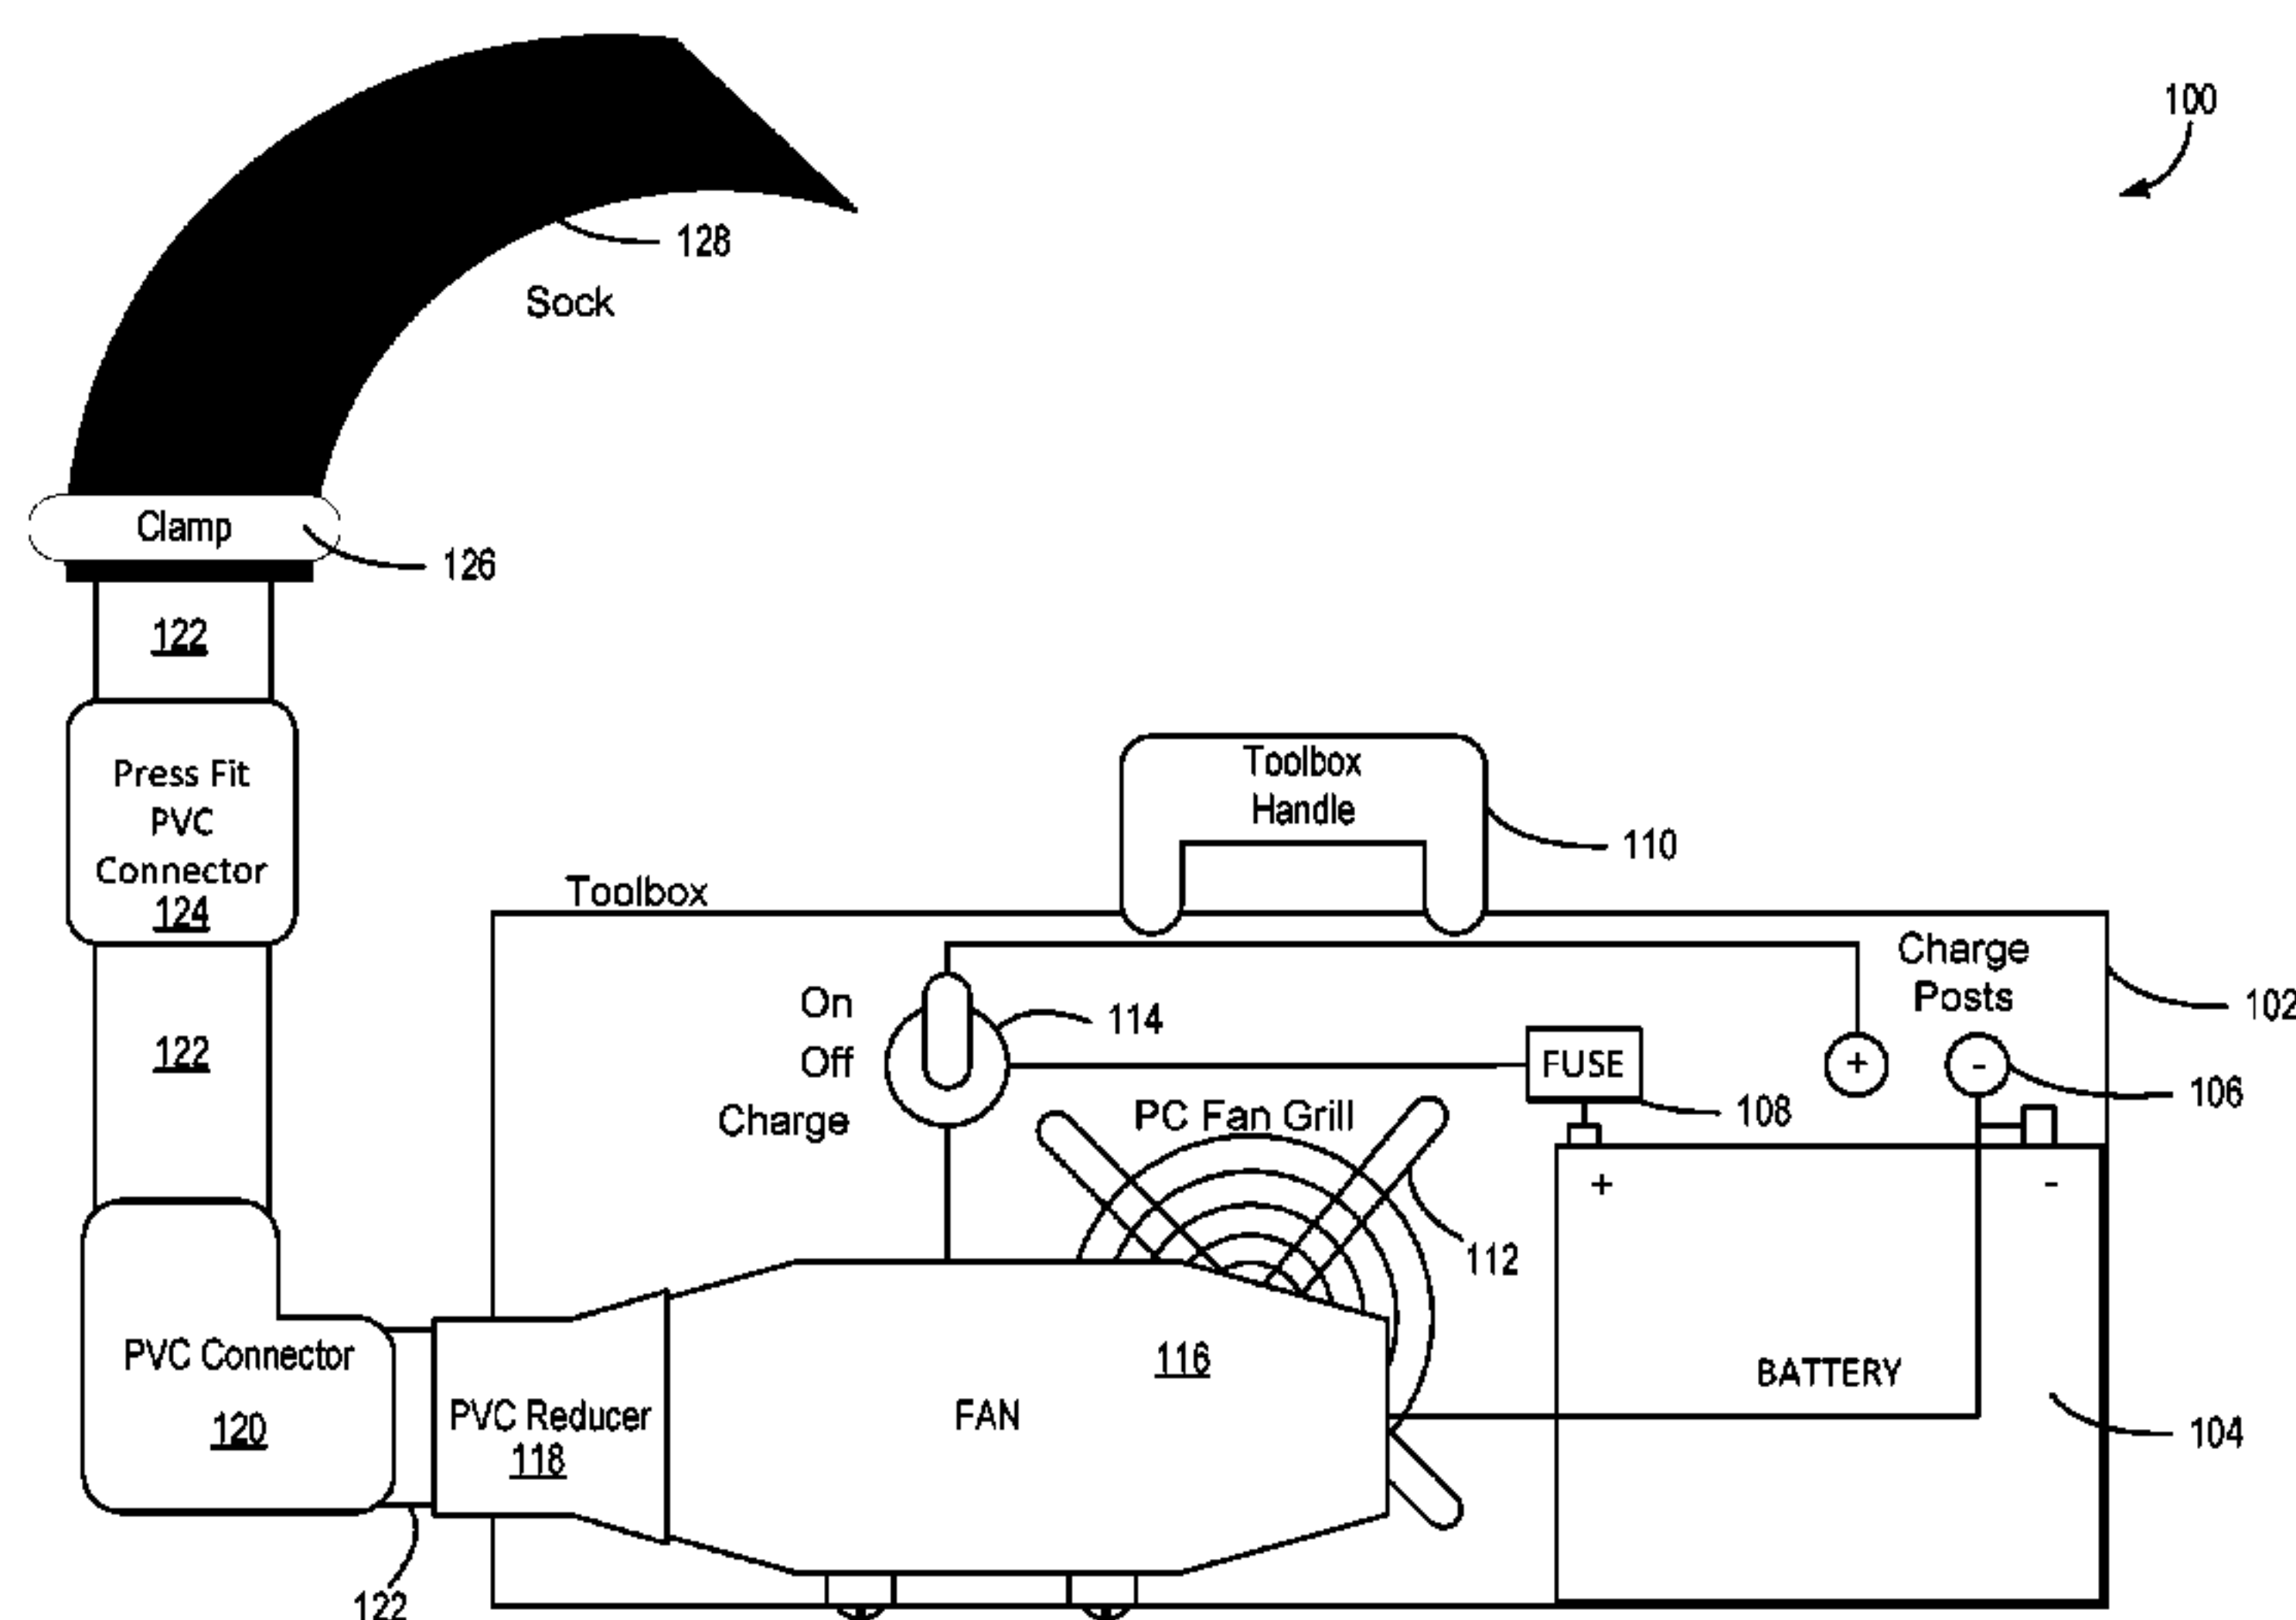 100
128
Sock
Clamp
126
122
Press Fit
PVC
Connector
124
Toolbox
Handle
110
Toolbox
Charge
Posts
102
On
114
Off
FUSE
+
-
106
Charge
PC Fan Grill
108
122
+
-
112
PVC Connector
116
BATTERY
120
PVC Reducer
118
FAN
104
122